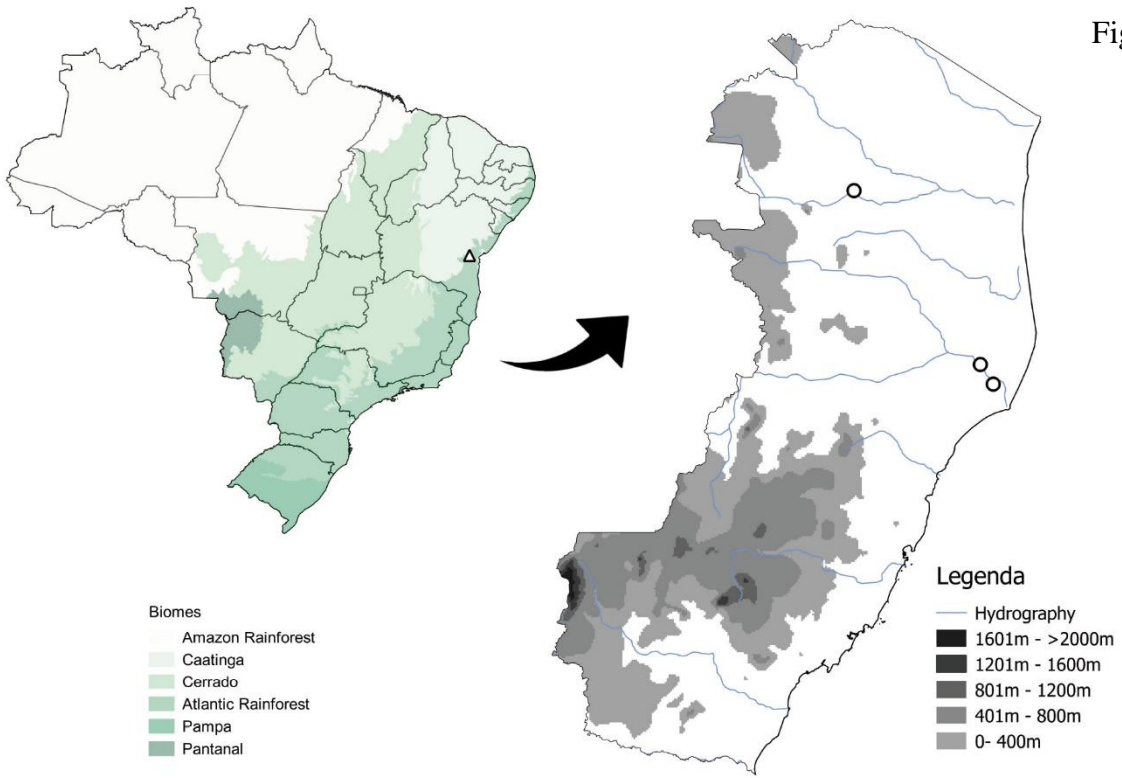 Fig
Biomes
Amazon Rainforest
Caatinga
Cerrado
Atlantic Rainforest
Pampa
Pantanal
Legenda
Hydrography
1601m - >2000m
1201m - 1600m
801m - 1200m
401m - 800m
0- 400m